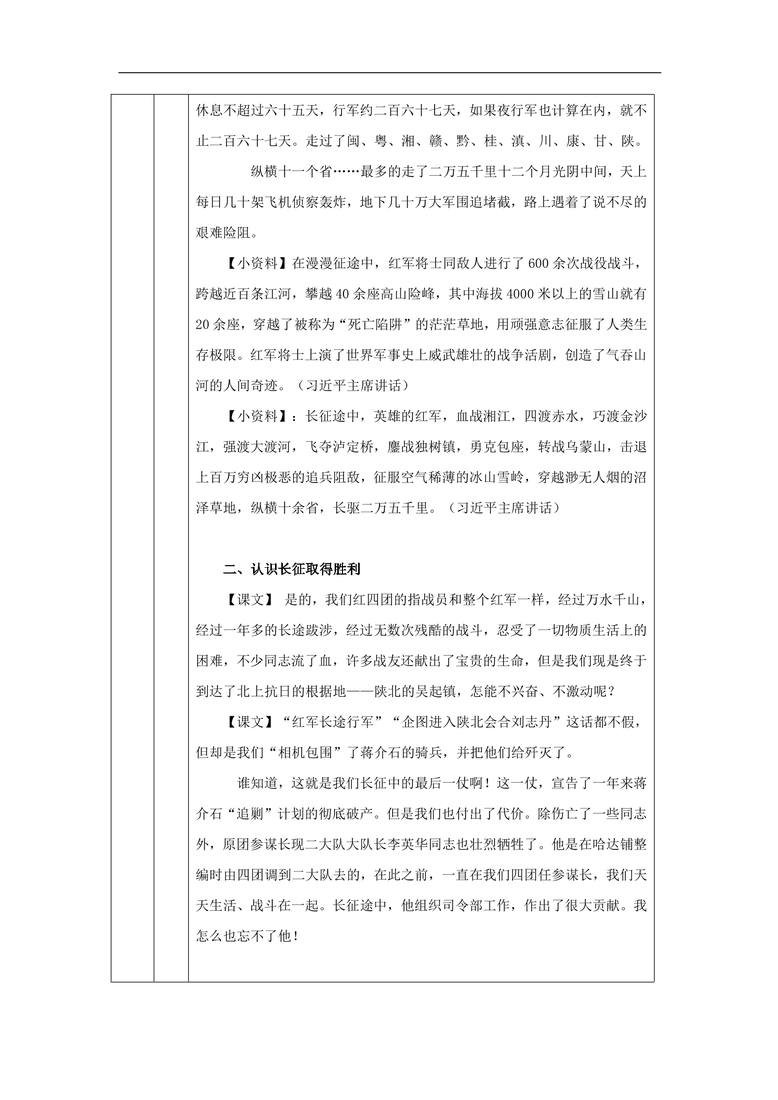 休息不超过六十五天，行军约二百六十七天，如果夜行军也计算在内，就不
止二百六十七天。走过了闽、粤、湘、赣、黔、桂、滇、川、康、甘、陕。
纵横十一个省……最多的走了二万五千里十二个月光阴中间，天上
每日几十架飞机侦察轰炸，地下几十万大军围追堵截，路上遇着了说不尽的
艰难险阻。
【小资料】在漫漫征途中，红军将士同敌人进行了 600 余次战役战斗，
跨越近百条江河，攀越 40 余座高山险峰，其中海拔 4000 米以上的雪山就有
20 余座，穿越了被称为“死亡陷阱”的茫茫草地，用顽强意志征服了人类生
存极限。红军将士上演了世界军事史上威武雄壮的战争活剧，创造了气吞山
河的人间奇迹。（习近平主席讲话）
【小资料】：长征途中，英雄的红军，血战湘江，四渡赤水，巧渡金沙
江，强渡大渡河，飞夺泸定桥，鏖战独树镇，勇克包座，转战乌蒙山，击退
上百万穷凶极恶的追兵阻敌，征服空气稀薄的冰山雪岭，穿越渺无人烟的沼
泽草地，纵横十余省，长驱二万五千里。（习近平主席讲话）
二、认识长征取得胜利
【课文】 是的，我们红四团的指战员和整个红军一样，经过万水千山，
经过一年多的长途跋涉，经过无数次残酷的战斗，忍受了一切物质生活上的
困难，不少同志流了血，许多战友还献出了宝贵的生命，但是我们现是终于
到达了北上抗日的根据地——陕北的吴起镇，怎能不兴奋、不激动呢？
【课文】“红军长途行军”“企图进入陕北会合刘志丹”这话都不假，
但却是我们“相机包围”了蒋介石的骑兵，并把他们给歼灭了。
谁知道，这就是我们长征中的最后一仗啊！这一仗，宣告了一年来蒋
介石“追剿”计划的彻底破产。但是我们也付出了代价。除伤亡了一些同志
外，原团参谋长现二大队大队长李英华同志也壮烈牺牲了。他是在哈达铺整
编时由四团调到二大队去的，在此之前，一直在我们四团任参谋长，我们天
天生活、战斗在一起。长征途中，他组织司令部工作，作出了很大贡献。我
怎么也忘不了他！